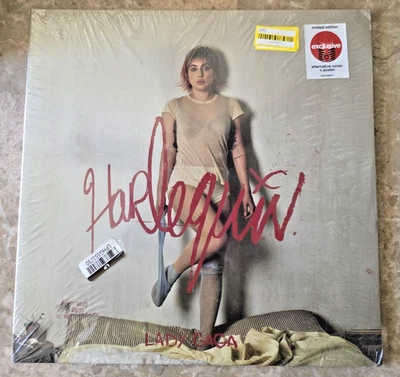 limited edition
exclusive
alternative cover
+ poster
Harlequin
LADY GAGA